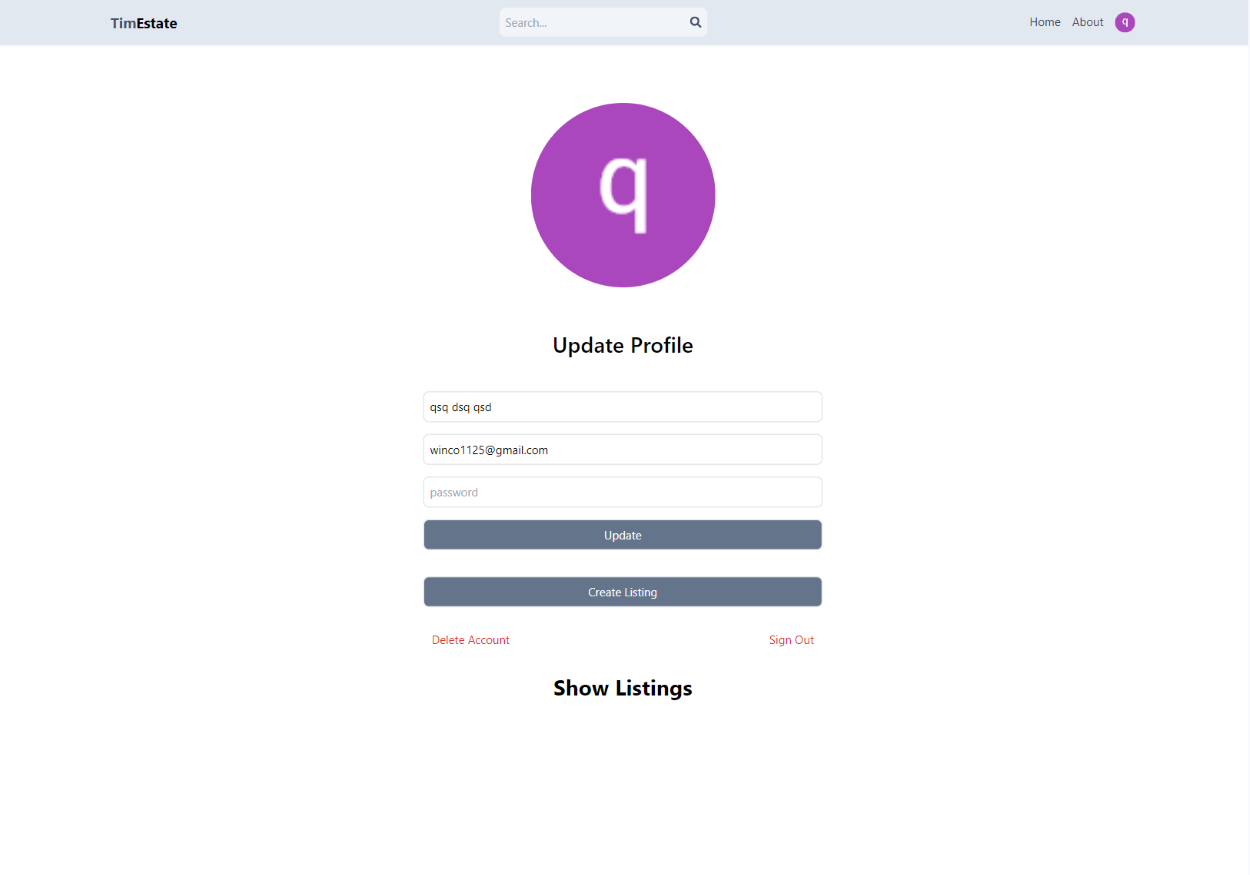 TimEstate
Search...
Home About q
q
Update Profile
qsq dsq qsd
winco1125@gmail.com
password
Update
Create Listing
Delete Account Sign Out
Show Listings